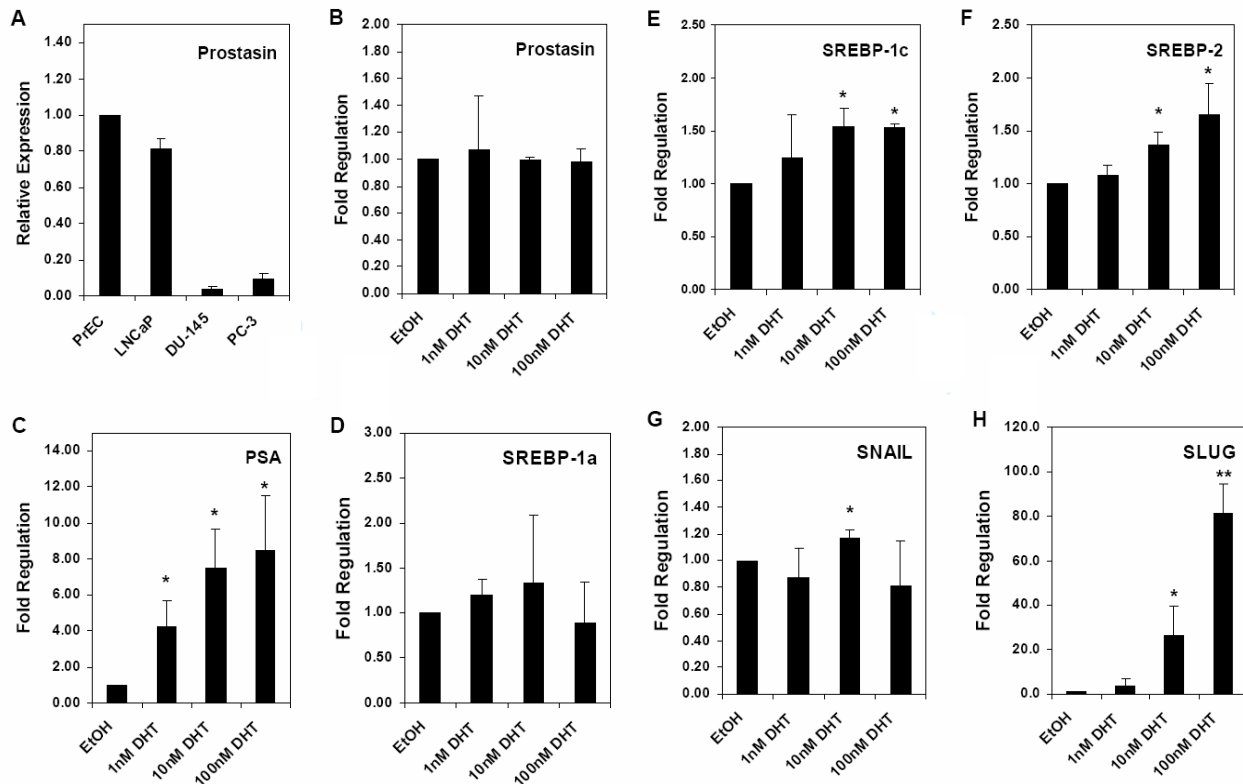 A
Prostasin
Relative Expression
1.40
1.20
1.00
0.80
0.60
0.40
0.20
0.00
PrEC
LNCaP
DU-145
PC-3
B
Prostasin
Fold Regulation
2.00
1.80
1.60
1.40
1.20
1.00
0.80
0.60
0.40
0.20
0.00
EtOH
1nM DHT
10nM DHT
100nM DHT
E
SREBP-1c
Fold Regulation
2.50
2.00
1.50
1.00
0.50
0.00
*
*
EtOH
1nM DHT
10nM DHT
100nM DHT
F
SREBP-2
Fold Regulation
2.50
2.00
1.50
1.00
0.50
0.00
*
*
EtOH
1nM DHT
10nM DHT
100nM DHT
C
PSA
Fold Regulation
14.00
12.00
10.00
8.00
6.00
4.00
2.00
0.00
*
*
*
EtOH
1nM DHT
10nM DHT
100nM DHT
D
SREBP-1a
Fold Regulation
3.00
2.50
2.00
1.50
1.00
0.50
0.00
EtOH
1nM DHT
10nM DHT
100nM DHT
G
SNAIL
Fold Regulation
2.00
1.80
1.60
1.40
1.20
1.00
0.80
0.60
0.40
0.20
0.00
*
EtOH
1nM DHT
10nM DHT
100nM DHT
H
SLUG
Fold Regulation
120.0
100.0
80.0
60.0
40.0
20.0
0.0
*
**
EtOH
1nM DHT
10nM DHT
100nM DHT